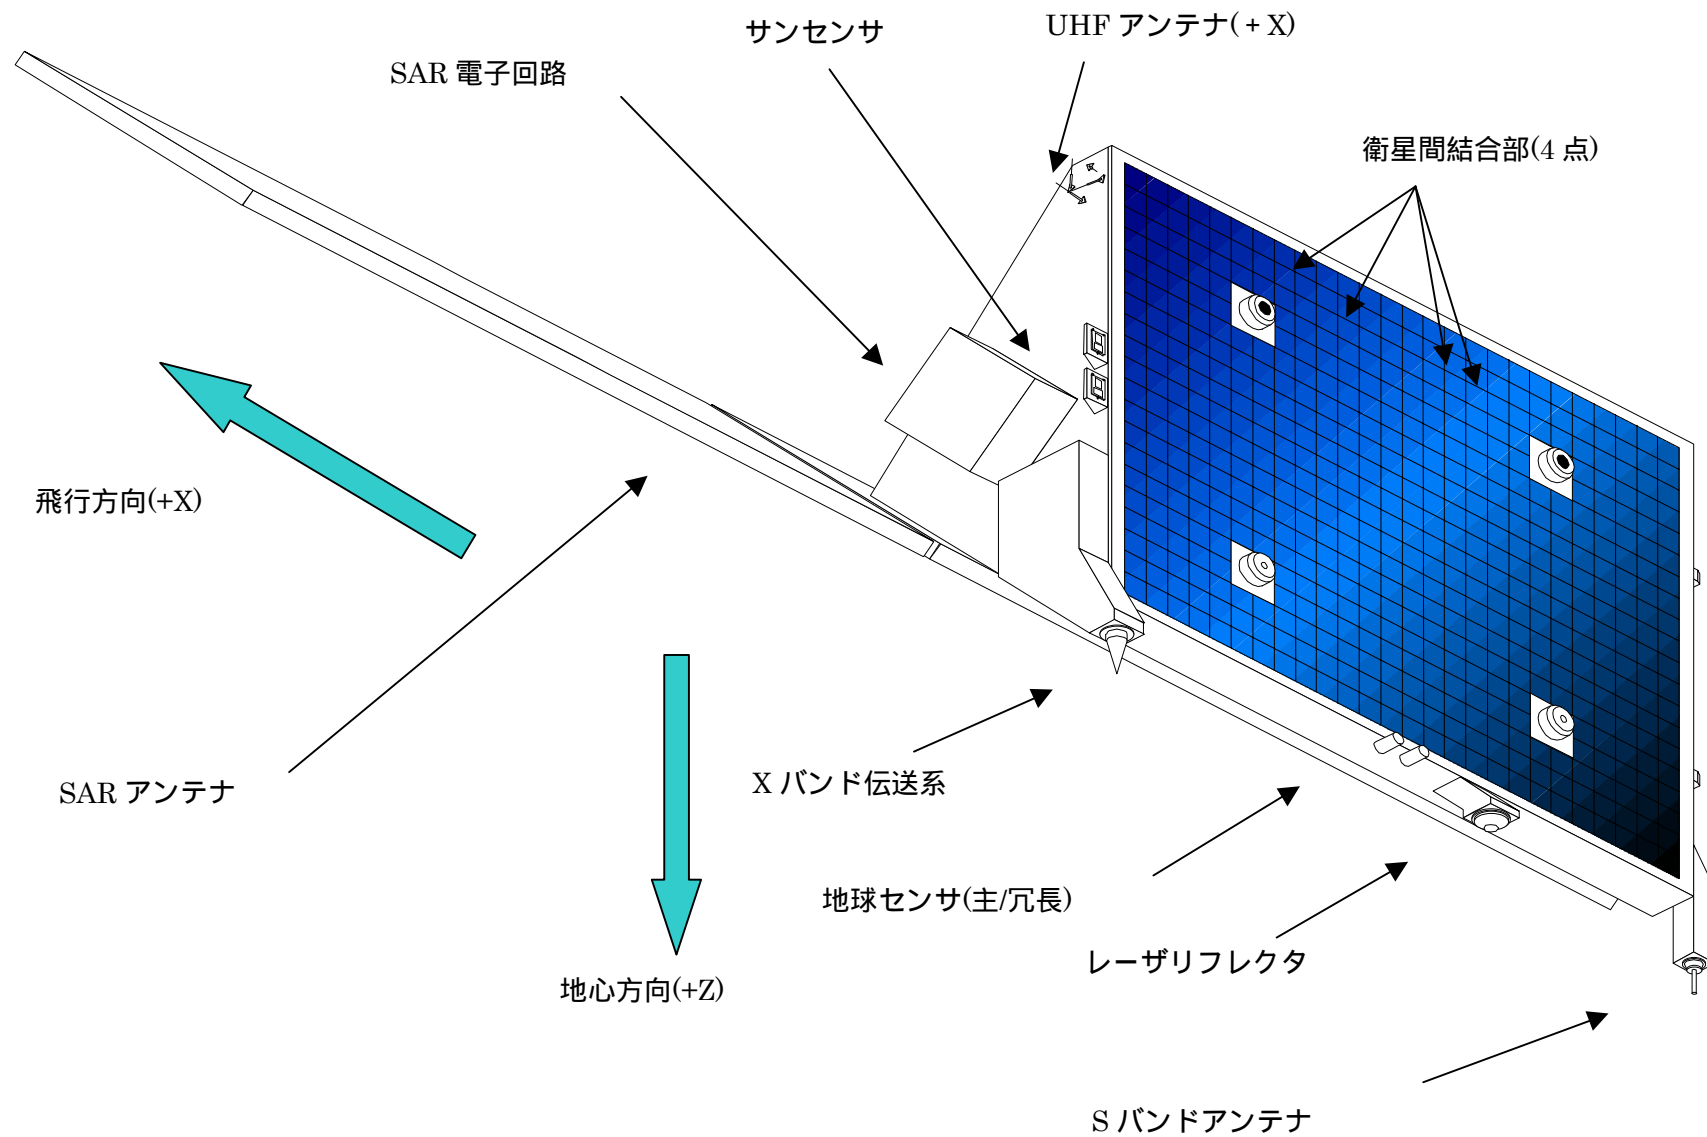 サンセンサ
UHF アンテナ(+X)
SAR 電子回路
衛星間結合部(4 点)
飛行方向(+X)
SAR アンテナ
X バンド伝送系
地球センサ(主/冗長)
レーザリフレクタ
地心方向(+Z)
S バンドアンテナ